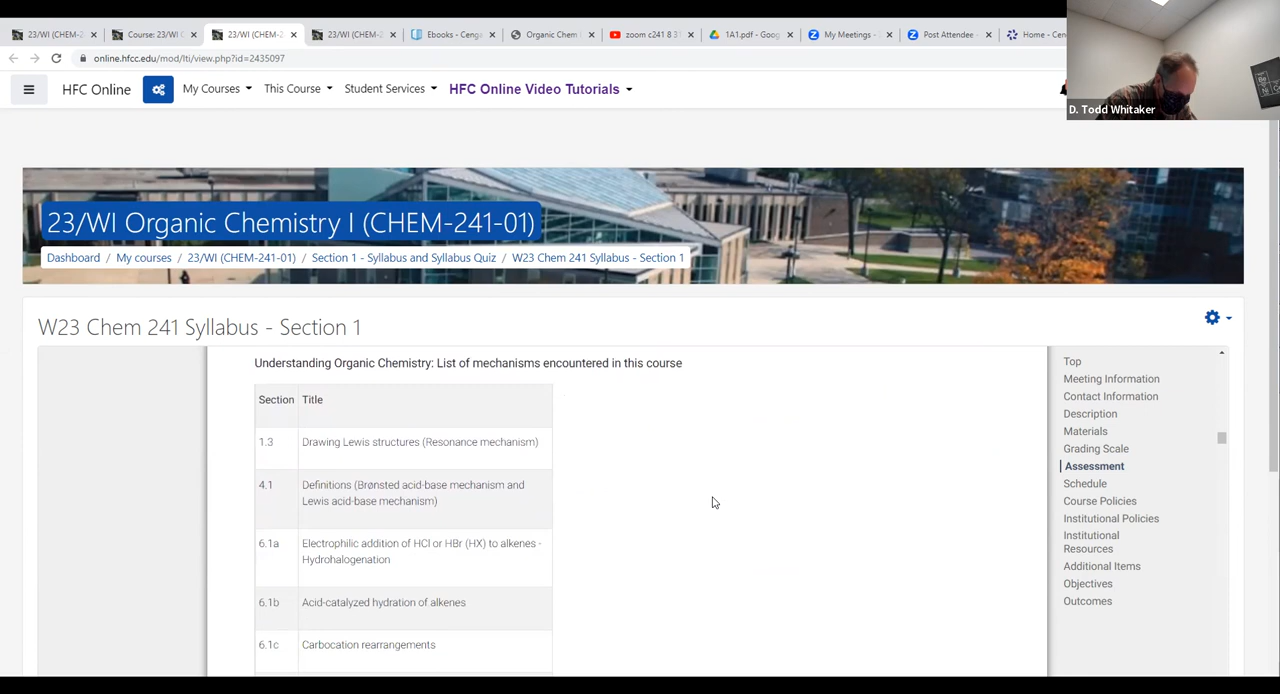 23/WI (CHEM-2
Course: 23/WI
23/WI (CHEM-2
23/WI (CHEM-2
Ebooks - Cenga
Organic Chem
zoom c241 8 3
1A1.pdf - Goog
My Meetings -
Post Attendee -
Home - Cen
online.hfcc.edu/mod/lti/view.php?id=2435097
HFC Online
My Courses
This Course
Student Services
HFC Online Video Tutorials
D. Todd Whitaker
23/WI Organic Chemistry I (CHEM-241-01)
Dashboard / My courses / 23/WI (CHEM-241-01) / Section 1 - Syllabus and Syllabus Quiz / W23 Chem 241 Syllabus - Section 1
W23 Chem 241 Syllabus - Section 1
Understanding Organic Chemistry: List of mechanisms encountered in this course
Section Title
1.3 Drawing Lewis structures (Resonance mechanism)
4.1 Definitions (Brønsted acid-base mechanism and
Lewis acid-base mechanism)
6.1a Electrophilic addition of HCl or HBr (HX) to alkenes -
Hydrohalogenation
6.1b Acid-catalyzed hydration of alkenes
6.1c Carbocation rearrangements
Top
Meeting Information
Contact Information
Description
Materials
Grading Scale
Assessment
Schedule
Course Policies
Institutional Policies
Institutional
Resources
Additional Items
Objectives
Outcomes